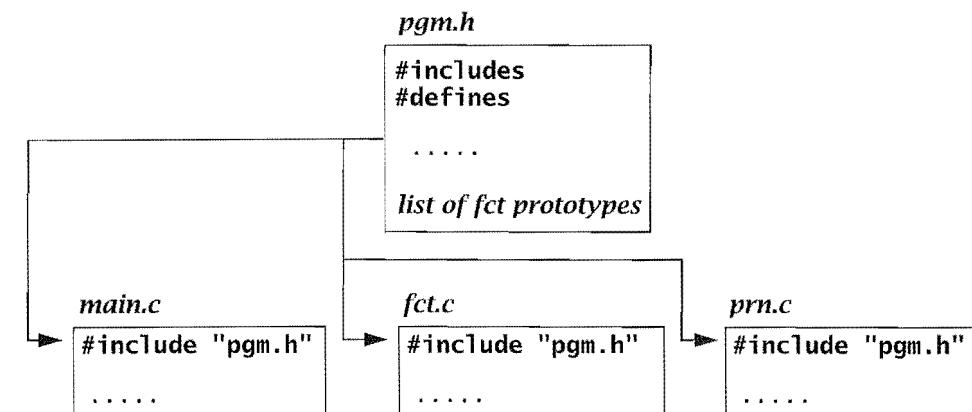 pgm.h
#includes
#defines
.....
list of fct prototypes
main.c
fct.c
prn.c
#include "pgm.h"
#include "pgm.h"
#include "pgm.h"
.....
.....
.....